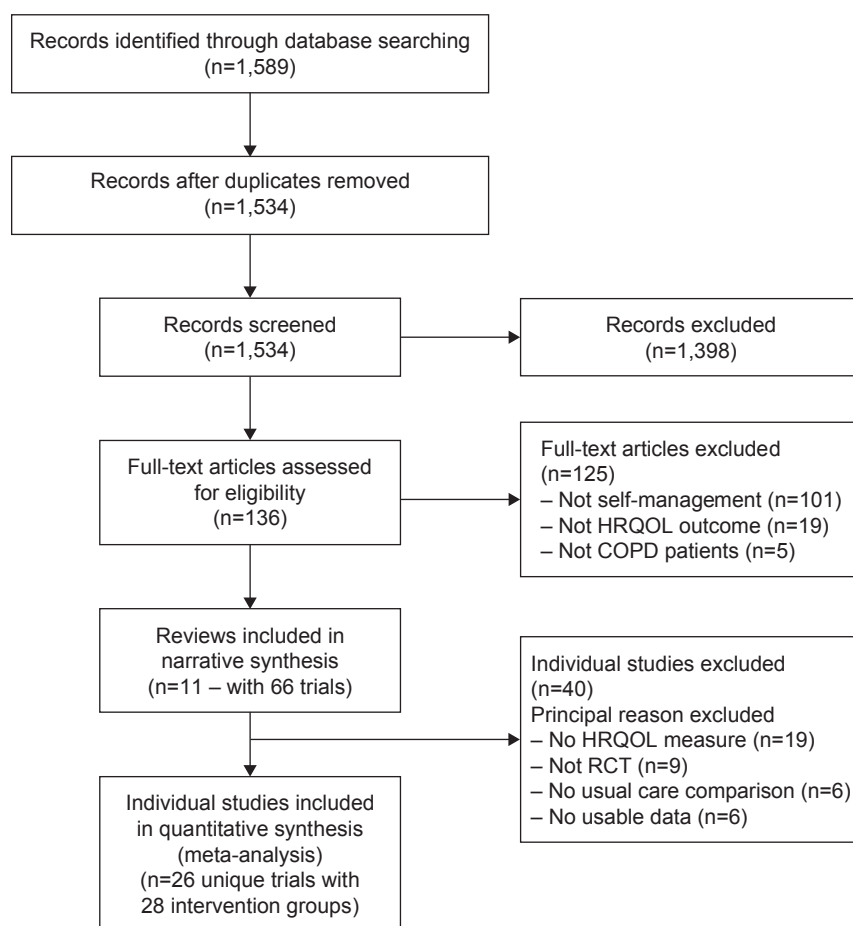 Records identified through database searching
(n=1,589)
Records after duplicates removed
(n=1,534)
Records screened
(n=1,534)
Records excluded
(n=1,398)
Full-text articles assessed
for eligibility
(n=136)
Full-text articles excluded
(n=125)
– Not self-management (n=101)
– Not HRQOL outcome (n=19)
– Not COPD patients (n=5)
Reviews included in
narrative synthesis
(n=11 – with 66 trials)
Individual studies excluded
(n=40)
Principal reason excluded
– No HRQOL measure (n=19)
– Not RCT (n=9)
– No usual care comparison (n=6)
– No usable data (n=6)
Individual studies included
in quantitative synthesis
(meta-analysis)
(n=26 unique trials with
28 intervention groups)